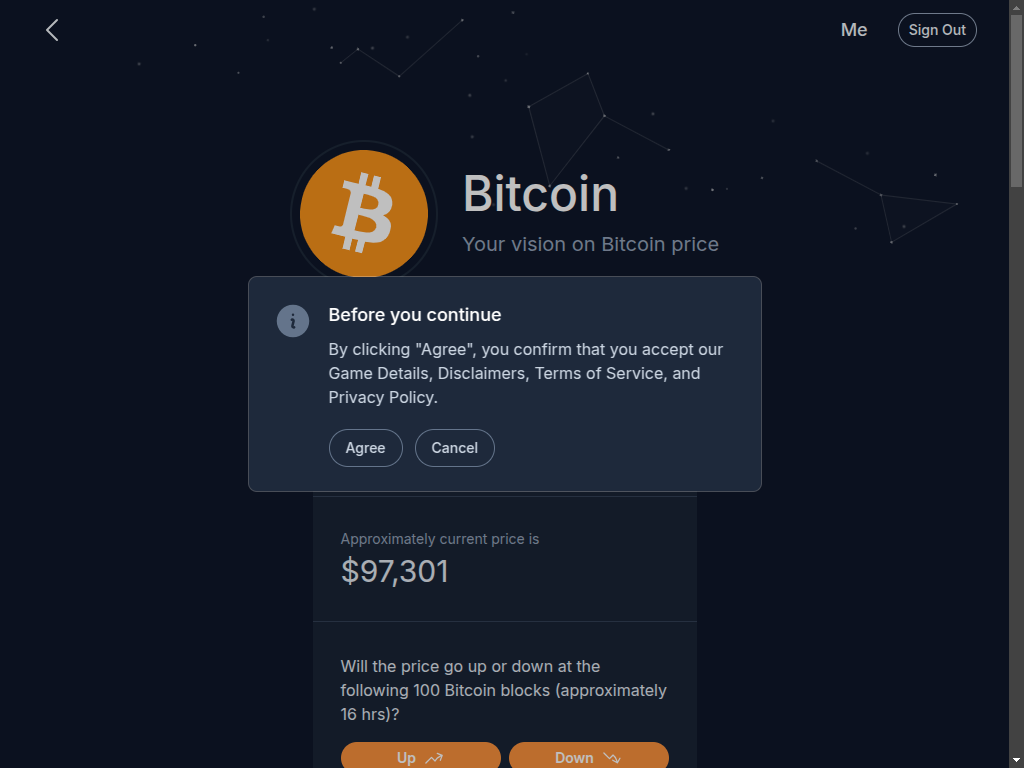 Me
Sign Out
Bitcoin
Your vision on Bitcoin price
Before you continue
By clicking "Agree", you confirm that you accept our
Game Details, Disclaimers, Terms of Service, and
Privacy Policy.
Agree
Cancel
Approximately current price is
$97,301
Will the price go up or down at the
following 100 Bitcoin blocks (approximately
16 hrs)?
Up
Down